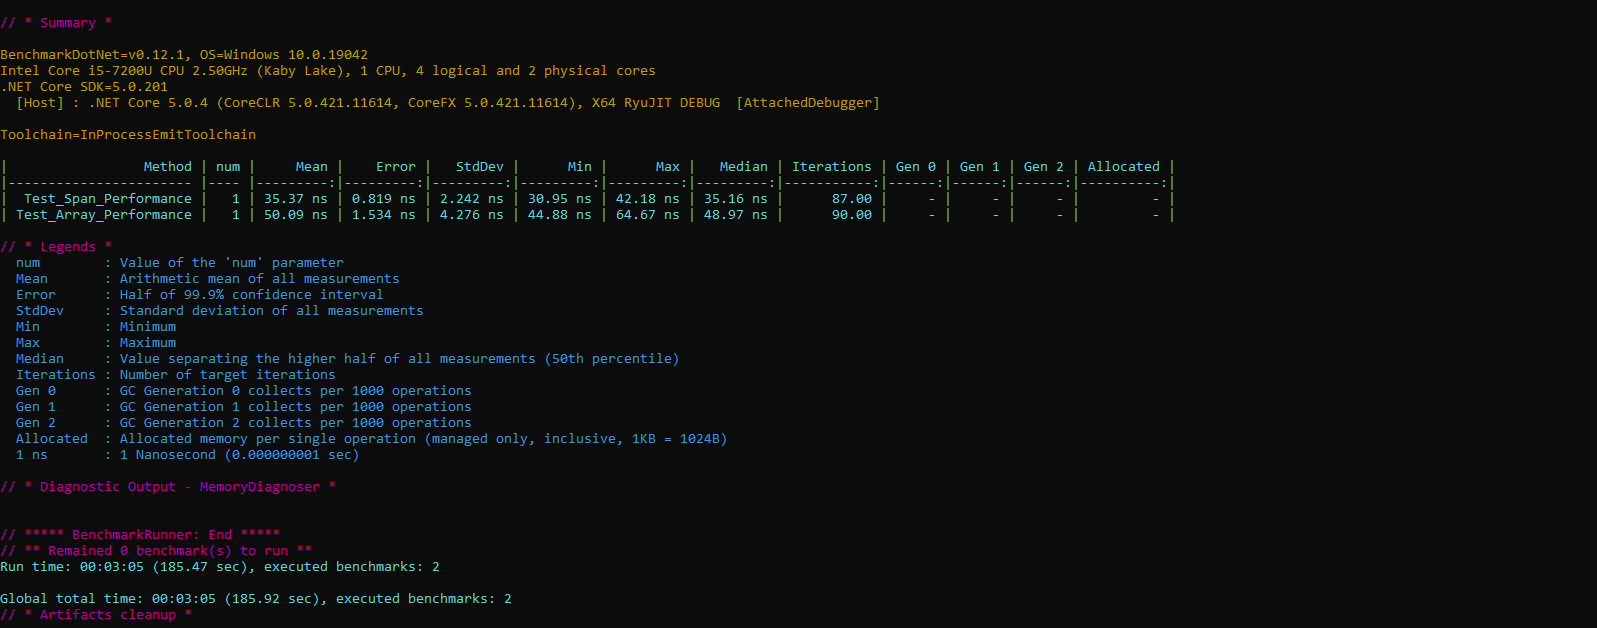 // * Summary *
BenchmarkDotNet=v0.12.1, OS=Windows 10.0.19042
Intel Core i5-7200U CPU 2.50GHz (Kaby Lake), 1 CPU, 4 logical and 2 physical cores
.NET Core SDK=5.0.201
  [Host] : .NET Core 5.0.4 (CoreCLR 5.0.421.11614, CoreFX 5.0.421.11614), X64 RyuJIT DEBUG  [AttachedDebugger]
Toolchain=InProcessEmitToolchain
|                 Method | num |     Mean |    Error |   StdDev |      Min |      Max |   Median | Iterations | Gen 0 | Gen 1 | Gen 2 | Allocated |
|----------------------- |---- |---------:|---------:|---------:|---------:|---------:|---------:|-----------:|------:|------:|------:|----------:|
|  Test_Span_Performance |   1 | 35.37 ns | 0.819 ns | 2.242 ns | 30.95 ns | 42.18 ns | 35.16 ns |      87.00 |     - |     - |     - |         - |
| Test_Array_Performance |   1 | 50.09 ns | 1.534 ns | 4.276 ns | 44.88 ns | 64.67 ns | 48.97 ns |      90.00 |     - |     - |     - |         - |
// * Legends *
  num        : Value of the 'num' parameter
  Mean       : Arithmetic mean of all measurements
  Error      : Half of 99.9% confidence interval
  StdDev     : Standard deviation of all measurements
  Min        : Minimum
  Max        : Maximum
  Median     : Value separating the higher half of all measurements (50th percentile)
  Iterations : Number of target iterations
  Gen 0      : GC Generation 0 collects per 1000 operations
  Gen 1      : GC Generation 1 collects per 1000 operations
  Gen 2      : GC Generation 2 collects per 1000 operations
  Allocated  : Allocated memory per single operation (managed only, inclusive, 1KB = 1024B)
  1 ns       : 1 Nanosecond (0.000000001 sec)
// * Diagnostic Output - MemoryDiagnoser *
// ***** BenchmarkRunner: End *****
// ** Remained 0 benchmark(s) to run **
Run time: 00:03:05 (185.47 sec), executed benchmarks: 2
Global total time: 00:03:05 (185.92 sec), executed benchmarks: 2
// * Artifacts cleanup *